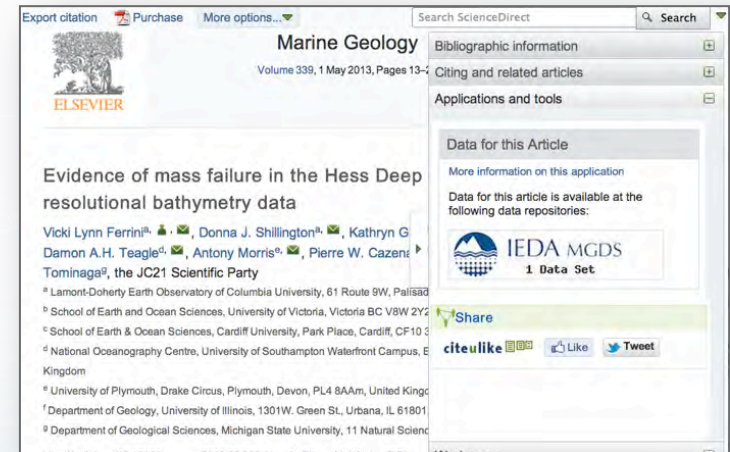 Export citation Purchase More options...
Search ScienceDirect Search
ELSEVIER
Marine Geology
Volume 339, 1 May 2013, Pages 13–2
Evidence of mass failure in the Hess Deep
resolutional bathymetry data
Vicki Lynn Ferrini a, , Donna J. Shillington a, , Kathryn G
Damon A.H. Teagle d, , Antony Morris e, , Pierre W. Cazena
Tominaga g, the JC21 Scientific Party
a Lamont-Doherty Earth Observatory of Columbia University, 61 Route 9W, Palisad
b School of Earth and Ocean Sciences, University of Victoria, Victoria BC V8W 2Y2
c School of Earth & Ocean Sciences, Cardiff University, Park Place, Cardiff, CF10 3
d National Oceanography Centre, University of Southampton Waterfront Campus, E
Kingdom
e University of Plymouth, Drake Circus, Plymouth, Devon, PL4 8AAm, United Kingd
f Department of Geology, University of Illinois, 1301W. Green St., Urbana, IL 61801
g Department of Geological Sciences, Michigan State University, 11 Natural Scienc
Bibliographic information
Citing and related articles
Applications and tools
Data for this Article
More information on this application
Data for this article is available at the
following data repositories:
IEDA MGDS
1 Data Set
Share
citeulike Like Tweet